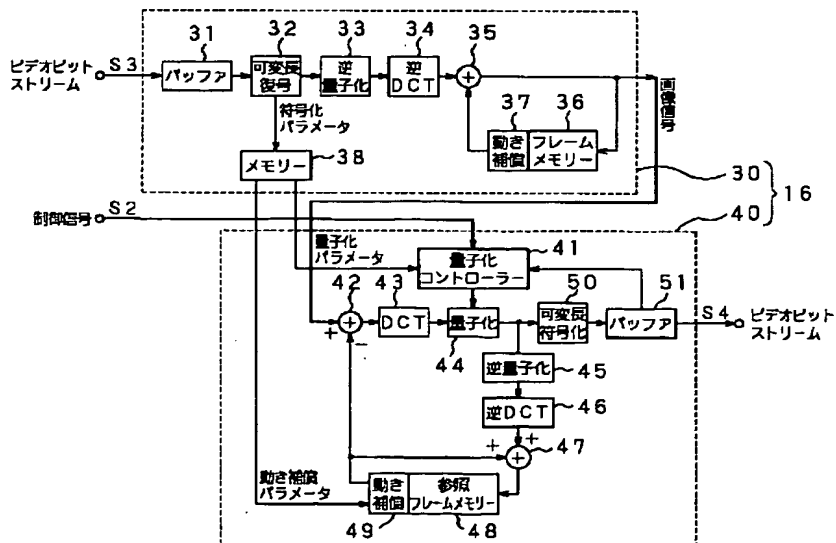 31
32
33
34
35
ビデオビット
ストリーム
S3
バッファ
可変長
復号
逆
量子化
逆
DCT
+
画像信号
符号化
パラメータ
37
36
動き
補償
フレーム
メモリー
メモリー
38
30
16
40
制御信号
S2
量子化
パラメータ
41
量子化
コントローラー
42
43
50
51
+
+
−
DCT
量子化
44
可変長
符号化
バッファ
S4
ビデオビット
ストリーム
逆量子化
45
逆DCT
46
+
+
+
47
動き補償
パラメータ
動き
補償
参照
フレームメモリー
49
48